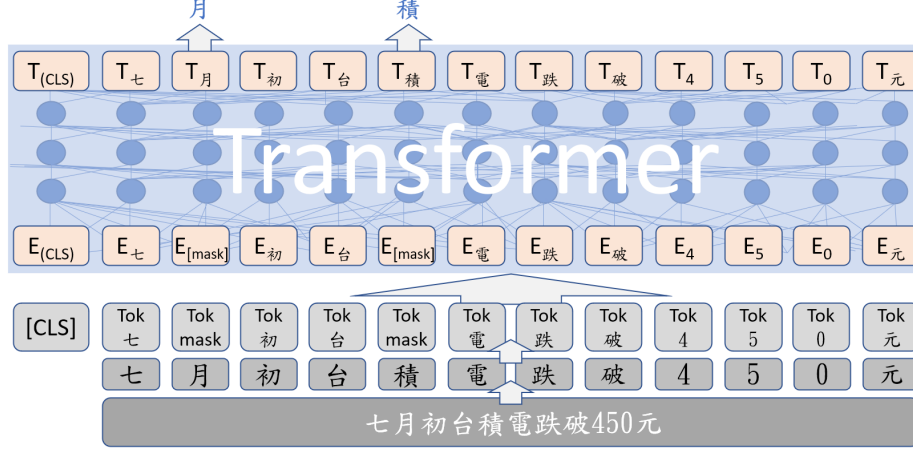 月 積
T(CLS) T七 T月 T初 T台 T積 T電 T跌 T破 T4 T5 T0 T元
Transformer
E(CLS) E七 E[mask] E初 E台 E[mask] E電 E跌 E破 E4 E5 E0 E元
[CLS] Tok Tok Tok Tok Tok Tok Tok Tok Tok Tok Tok Tok
七 mask 初 台 mask 電 跌 破 4 5 0 元
七 月 初 台 積 電 跌 破 4 5 0 元
七月初台積電跌破450元